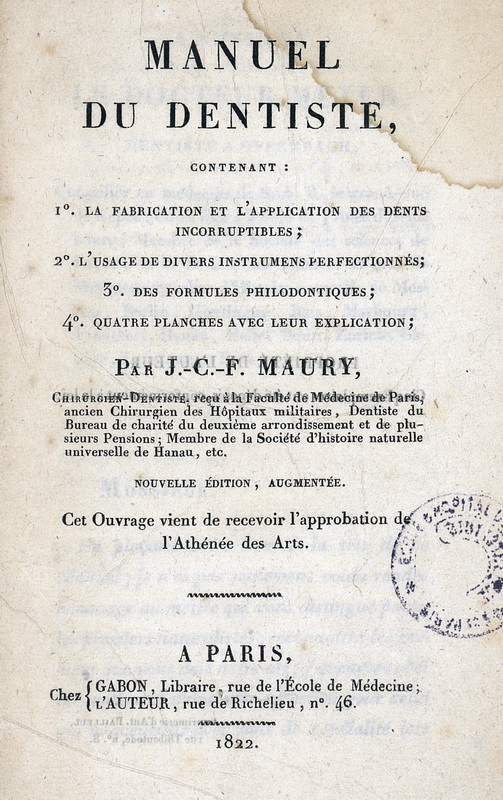 MANUEL
DU DENTISTE,
CONTENANT :
1°. LA FABRICATION ET L'APPLICATION DES DENTS
INCORRUPTIBLES ;
2°. L'USAGE DE DIVERS INSTRUMENS PERFECTIONNÉS;
3°. DES FORMULES PHILODONTIQUES ;
4°. QUATRE PLANCHES AVEC LEUR EXPLICATION ;
PAR J.-C.-F. MAURY,
CHIRURGIEN-DENTISTE, reçu à la Faculté de Médecine de Paris,
ancien Chirurgien des Hôpitaux militaires, Dentiste du
Bureau de charité du deuxième arrondissement et de plu-
sieurs Pensions ; Membre de la Société d'histoire naturelle
universelle de Hanau, etc.
NOUVELLE ÉDITION, AUGMENTÉE.
Cet Ouvrage vient de recevoir l'approbation de
l'Athénée des Arts.
A PARIS,
Chez { GABON, Libraire, rue de l'École de Médecine ;
L'AUTEUR, rue de Richelieu, n°. 46.
1822.